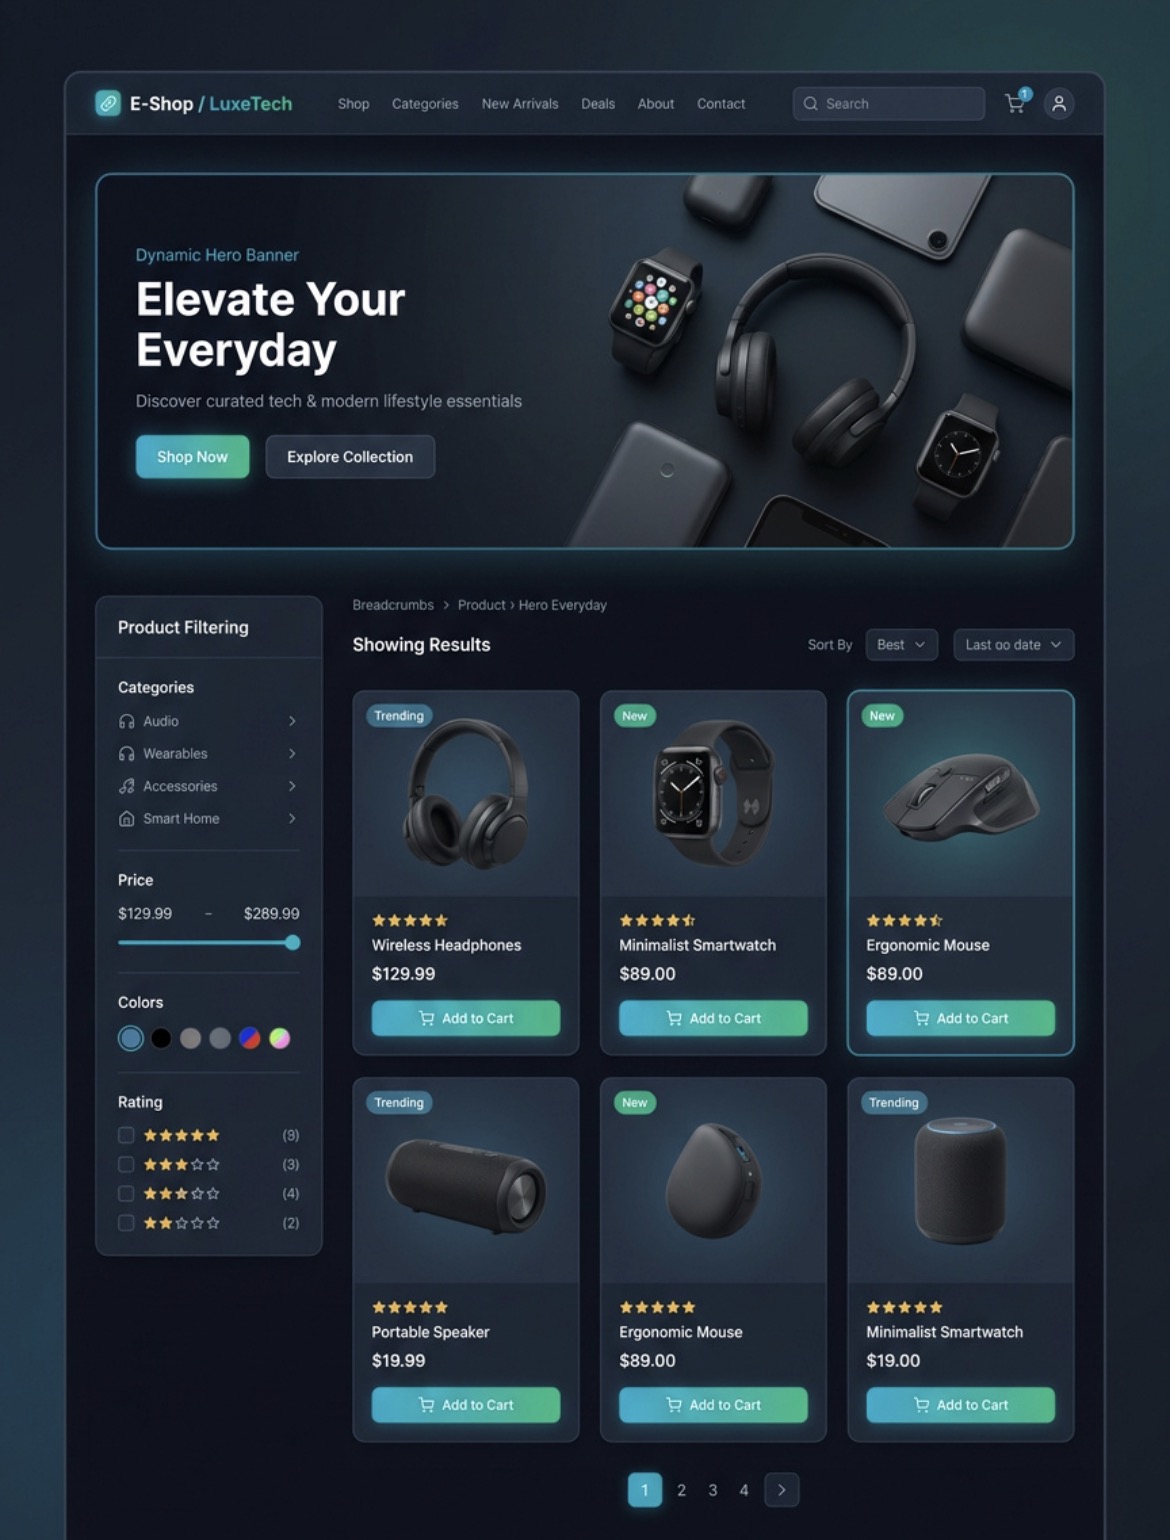 E-Shop / LuxeTech
Shop Categories New Arrivals Deals About Contact
Search
1
Dynamic Hero Banner
Elevate Your
Everyday
Discover curated tech & modern lifestyle essentials
Shop Now
Explore Collection
Product Filtering
Categories
Audio
Wearables
Accessories
Smart Home
Price
$129.99 – $289.99
Colors
Rating
(9)
(3)
(4)
(2)
Breadcrumbs > Product › Hero Everyday
Showing Results
Sort By
Best
Last oo date
Trending
Wireless Headphones
$129.99
Add to Cart
New
Minimalist Smartwatch
$89.00
Add to Cart
New
Ergonomic Mouse
$89.00
Add to Cart
Trending
Portable Speaker
$19.99
Add to Cart
New
Ergonomic Mouse
$89.00
Add to Cart
Trending
Minimalist Smartwatch
$19.00
Add to Cart
1 2 3 4 >